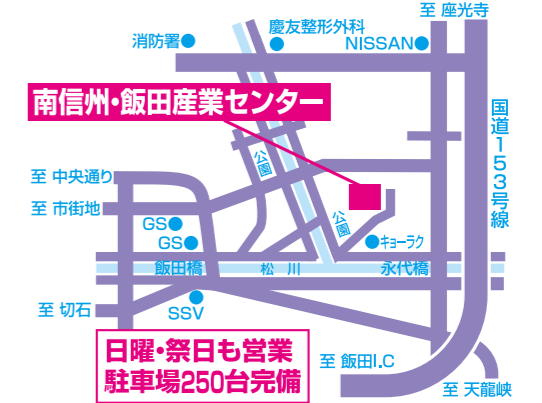 至 座光寺
慶友整形外科
消防署
NISSAN
南信州・飯田産業センター
国道153号線
公園
至 中央通り
至 市街地
公園
GS
GS
キョーラク
飯田橋
松 川
永代橋
至 切石
SSV
日曜・祭日も営業
駐車場250台完備
至 飯田I.C
至 天龍峡